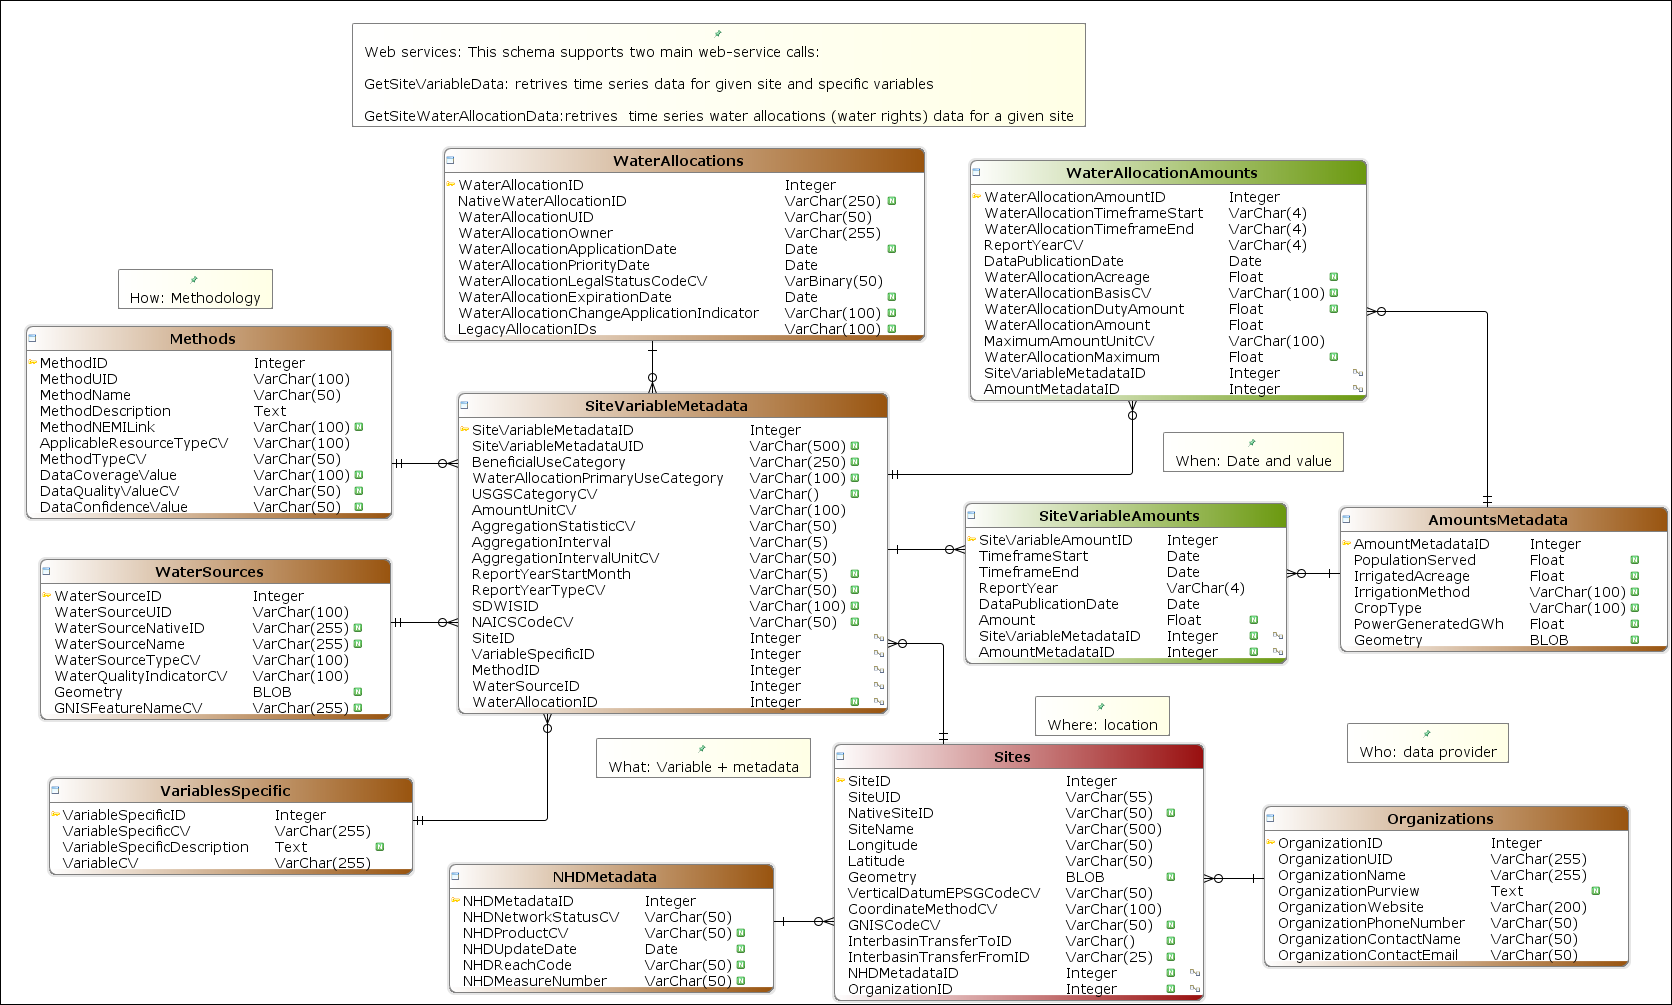 Web services: This schema supports two main web-service calls:
GetSiteVariableData: retrives time series data for given site and specific variables
GetSiteWaterAllocationData:retrives time series water allocations (water rights) data for a given site
WaterAllocations
WaterAllocationID Integer
NativeWaterAllocationID VarChar(250) N
WaterAllocationUID VarChar(50)
WaterAllocationOwner VarChar(255)
WaterAllocationApplicationDate Date N
WaterAllocationPriorityDate Date
WaterAllocationLegalStatusCodeCV VarBinary(50)
WaterAllocationExpirationDate Date N
WaterAllocationChangeApplicationIndicator VarChar(100) N
LegacyAllocationIDs VarChar(100) N
WaterAllocationAmounts
WaterAllocationAmountID Integer
WaterAllocationTimeframeStart VarChar(4)
WaterAllocationTimeframeEnd VarChar(4)
ReportYearCV VarChar(4)
DataPublicationDate Date
WaterAllocationAcreage Float N
WaterAllocationBasisCV VarChar(100) N
WaterAllocationDutyAmount Float N
WaterAllocationAmount Float
MaximumAmountUnitCV VarChar(100)
WaterAllocationMaximum Float N
SiteVariableMetadataID Integer
AmountMetadataID Integer
How: Methodology
Methods
MethodID Integer
MethodUID VarChar(100)
MethodName VarChar(50)
MethodDescription Text
MethodNEMILink VarChar(100) N
ApplicableResourceTypeCV VarChar(100)
MethodTypeCV VarChar(50)
DataCoverageValue VarChar(100) N
DataQualityValueCV VarChar(50) N
DataConfidenceValue VarChar(50) N
SiteVariableMetadata
SiteVariableMetadataID Integer
SiteVariableMetadataUID VarChar(500) N
BeneficialUseCategory VarChar(250) N
WaterAllocationPrimaryUseCategory VarChar(100) N
USGSCategoryCV VarChar() N
AmountUnitCV VarChar(100)
AggregationStatisticCV VarChar(50)
AggregationInterval VarChar(5)
AggregationIntervalUnitCV VarChar(50)
ReportYearStartMonth VarChar(5) N
ReportYearTypeCV VarChar(50) N
SDWISID VarChar(100) N
NAICSCodeCV VarChar(50) N
SiteID Integer
VariableSpecificID Integer
MethodID Integer
WaterSourceID Integer
WaterAllocationID Integer N
When: Date and value
SiteVariableAmounts
SiteVariableAmountID Integer
TimeframeStart Date
TimeframeEnd Date
ReportYear VarChar(4)
DataPublicationDate Date
Amount Float N
SiteVariableMetadataID Integer N
AmountMetadataID Integer N
AmountsMetadata
AmountMetadataID Integer
PopulationServed Float N
IrrigatedAcreage Float N
IrrigationMethod VarChar(100) N
CropType VarChar(100) N
PowerGeneratedGWh Float N
Geometry BLOB N
WaterSources
WaterSourceID Integer
WaterSourceUID VarChar(100)
WaterSourceNativeID VarChar(255) N
WaterSourceName VarChar(255) N
WaterSourceTypeCV VarChar(100)
WaterQualityIndicatorCV VarChar(100)
Geometry BLOB N
GNISFeatureNameCV VarChar(255) N
What: Variable + metadata
Where: location
Who: data provider
VariablesSpecific
VariableSpecificID Integer
VariableSpecificCV VarChar(255)
VariableSpecificDescription Text N
VariableCV VarChar(255)
NHDMetadata
NHDMetadataID Integer
NHDNetworkStatusCV VarChar(50)
NHDProductCV VarChar(50) N
NHDUpdateDate Date N
NHDReachCode VarChar(50) N
NHDMeasureNumber VarChar(50) N
Sites
SiteID Integer
SiteUID VarChar(55)
NativeSiteID VarChar(50) N
SiteName VarChar(500)
Longitude VarChar(50)
Latitude VarChar(50)
Geometry BLOB N
VerticalDatumEPSGCodeCV VarChar(50)
CoordinateMethodCV VarChar(100)
GNISCodeCV VarChar(50) N
InterbasinTransferToID VarChar() N
InterbasinTransferFromID VarChar(25) N
NHDMetadataID Integer N
OrganizationID Integer N
Organizations
OrganizationID Integer
OrganizationUID VarChar(255)
OrganizationName VarChar(255)
OrganizationPurview Text N
OrganizationWebsite VarChar(200)
OrganizationPhoneNumber VarChar(50)
OrganizationContactName VarChar(50)
OrganizationContactEmail VarChar(50)